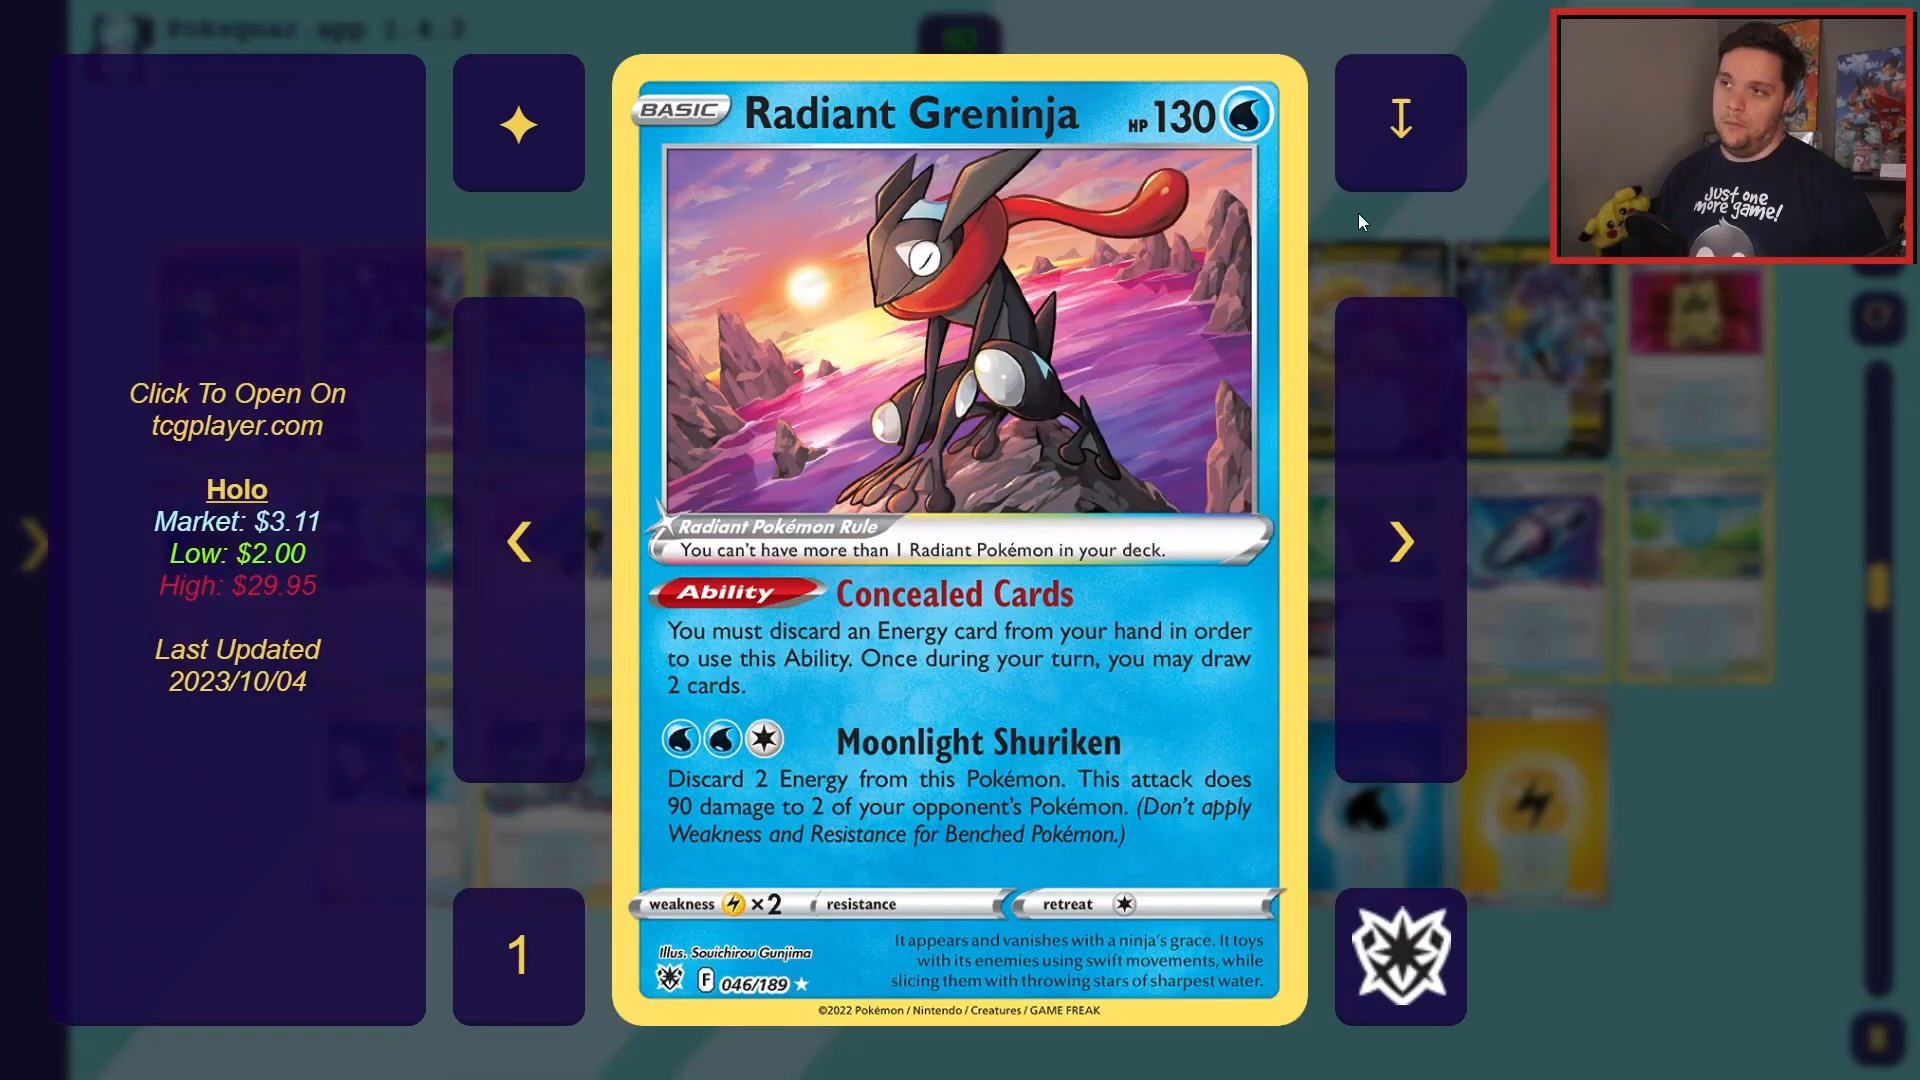 Pokegnar.app 1.4.3
60
Click To Open On
tcgplayer.com
Holo
Market: $3.11
Low: $2.00
High: $29.95
Last Updated
2023/10/04
1
BASIC Radiant Greninja HP 130
Radiant Pokémon Rule
You can't have more than 1 Radiant Pokémon in your deck.
Ability Concealed Cards
You must discard an Energy card from your hand in order
to use this Ability. Once during your turn, you may draw
2 cards.
Moonlight Shuriken
Discard 2 Energy from this Pokémon. This attack does
90 damage to 2 of your opponent's Pokémon. (Don't apply
Weakness and Resistance for Benched Pokémon.)
weakness ×2 resistance retreat
Illus. Souichirou Gunjima
F 046/189
It appears and vanishes with a ninja's grace. It toys
with its enemies using swift movements, while
slicing them with throwing stars of sharpest water.
©2022 Pokémon / Nintendo / Creatures / GAME FREAK
JUST ONE
MORE GAME!